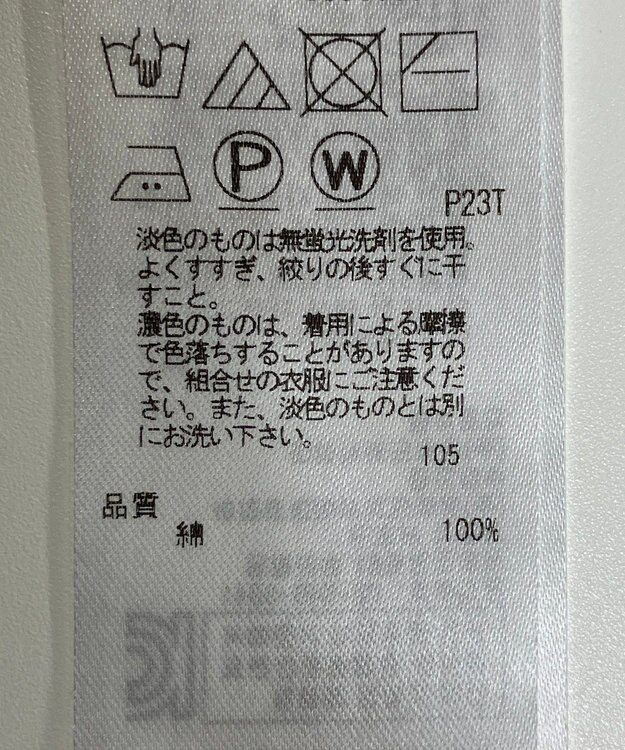 P
W
P23T
淡色のものは無蛍光洗剤を使用。
よくすすぎ、絞りの後すぐに干
すこと。
濃色のものは、着用による摩擦
で色落ちすることがありますの
で、組合せの衣服にご注意くだ
さい。また、淡色のものとは別
にお洗い下さい。
105
品質
綿 100%